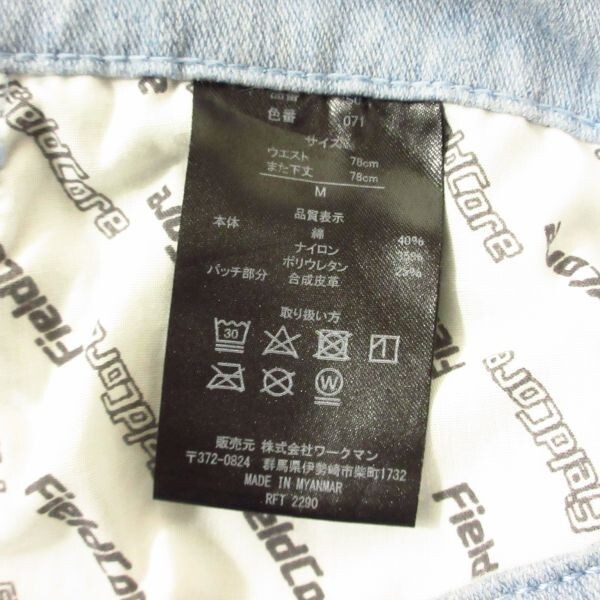 品番
色番 071
サイズ
ウエスト 78cm
また下丈 78cm
M
品質表示
本体 綿 40%
ナイロン 35%
ポリウレタン 25%
パッチ部分 合成皮革
取り扱い方
30
W
販売元 株式会社ワークマン
〒372-0824 群馬県伊勢崎市柴町1732
MADE IN MYANMAR
RFT 2290
FieldCore
FieldCore
FieldCore
FieldCore
FieldCore
FieldCore